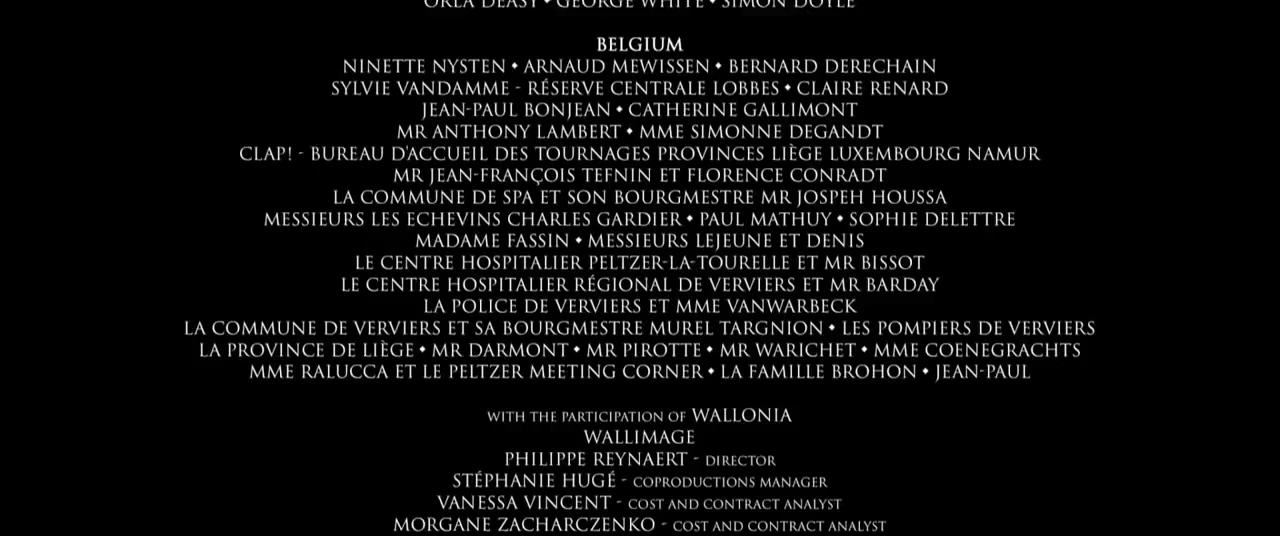 ORLA DEASY • GEORGE WHITE • SIMON DOYLE
BELGIUM
NINETTE NYSTEN • ARNAUD MEWISSEN • BERNARD DERECHAIN
SYLVIE VANDAMME - RÉSERVE CENTRALE LOBBES • CLAIRE RENARD
JEAN-PAUL BONJEAN • CATHERINE GALLIMONT
MR ANTHONY LAMBERT • MME SIMONNE DEGANDT
CLAP! - BUREAU D'ACCUEIL DES TOURNAGES PROVINCES LIÈGE LUXEMBOURG NAMUR
MR JEAN-FRANÇOIS TEFNIN ET FLORENCE CONRADT
LA COMMUNE DE SPA ET SON BOURGMESTRE MR JOSPEH HOUSSA
MESSIEURS LES ECHEVINS CHARLES GARDIER • PAUL MATHUY • SOPHIE DELETTRE
MADAME FASSIN • MESSIEURS LEJEUNE ET DENIS
LE CENTRE HOSPITALIER PELTZER-LA-TOURELLE ET MR BISSOT
LE CENTRE HOSPITALIER RÉGIONAL DE VERVIERS ET MR BARDAY
LA POLICE DE VERVIERS ET MME VANWARBECK
LA COMMUNE DE VERVIERS ET SA BOURGMESTRE MUREL TARGNION • LES POMPIERS DE VERVIERS
LA PROVINCE DE LIÈGE • MR DARMONT • MR PIROTTE • MR WARICHET • MME COENEGRACHTS
MME RALUCCA ET LE PELTZER MEETING CORNER • LA FAMILLE BROHON • JEAN-PAUL
WITH THE PARTICIPATION OF WALLONIA
WALLIMAGE
PHILIPPE REYNAERT - DIRECTOR
STÉPHANIE HUGÉ - COPRODUCTIONS MANAGER
VANESSA VINCENT - COST AND CONTRACT ANALYST
MORGANE ZACHARCZENKO - COST AND CONTRACT ANALYST